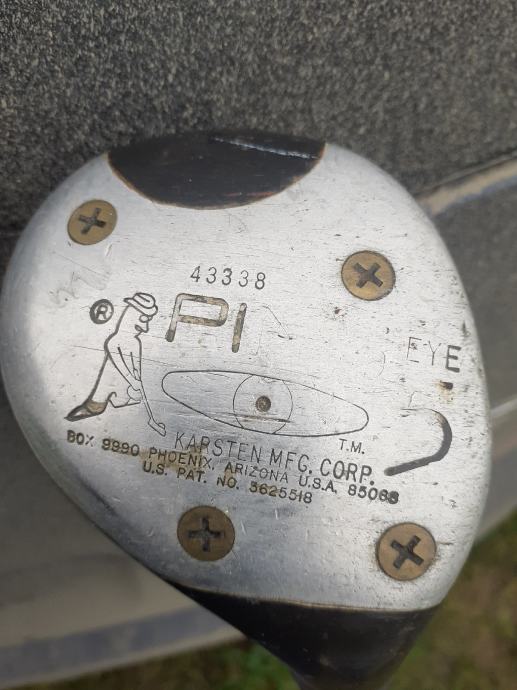 43338
® PI
EYE
T.M.
KARSTEN MFG. CORP.
BOX 9990 PHOENIX, ARIZONA U.S.A. 85068
U.S. PAT. NO. 3625518